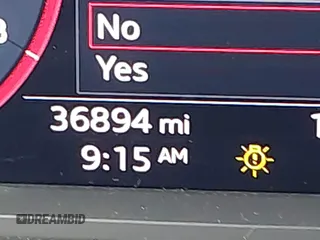 No
Yes
36894 mi
9:15 AM
DREAMBID